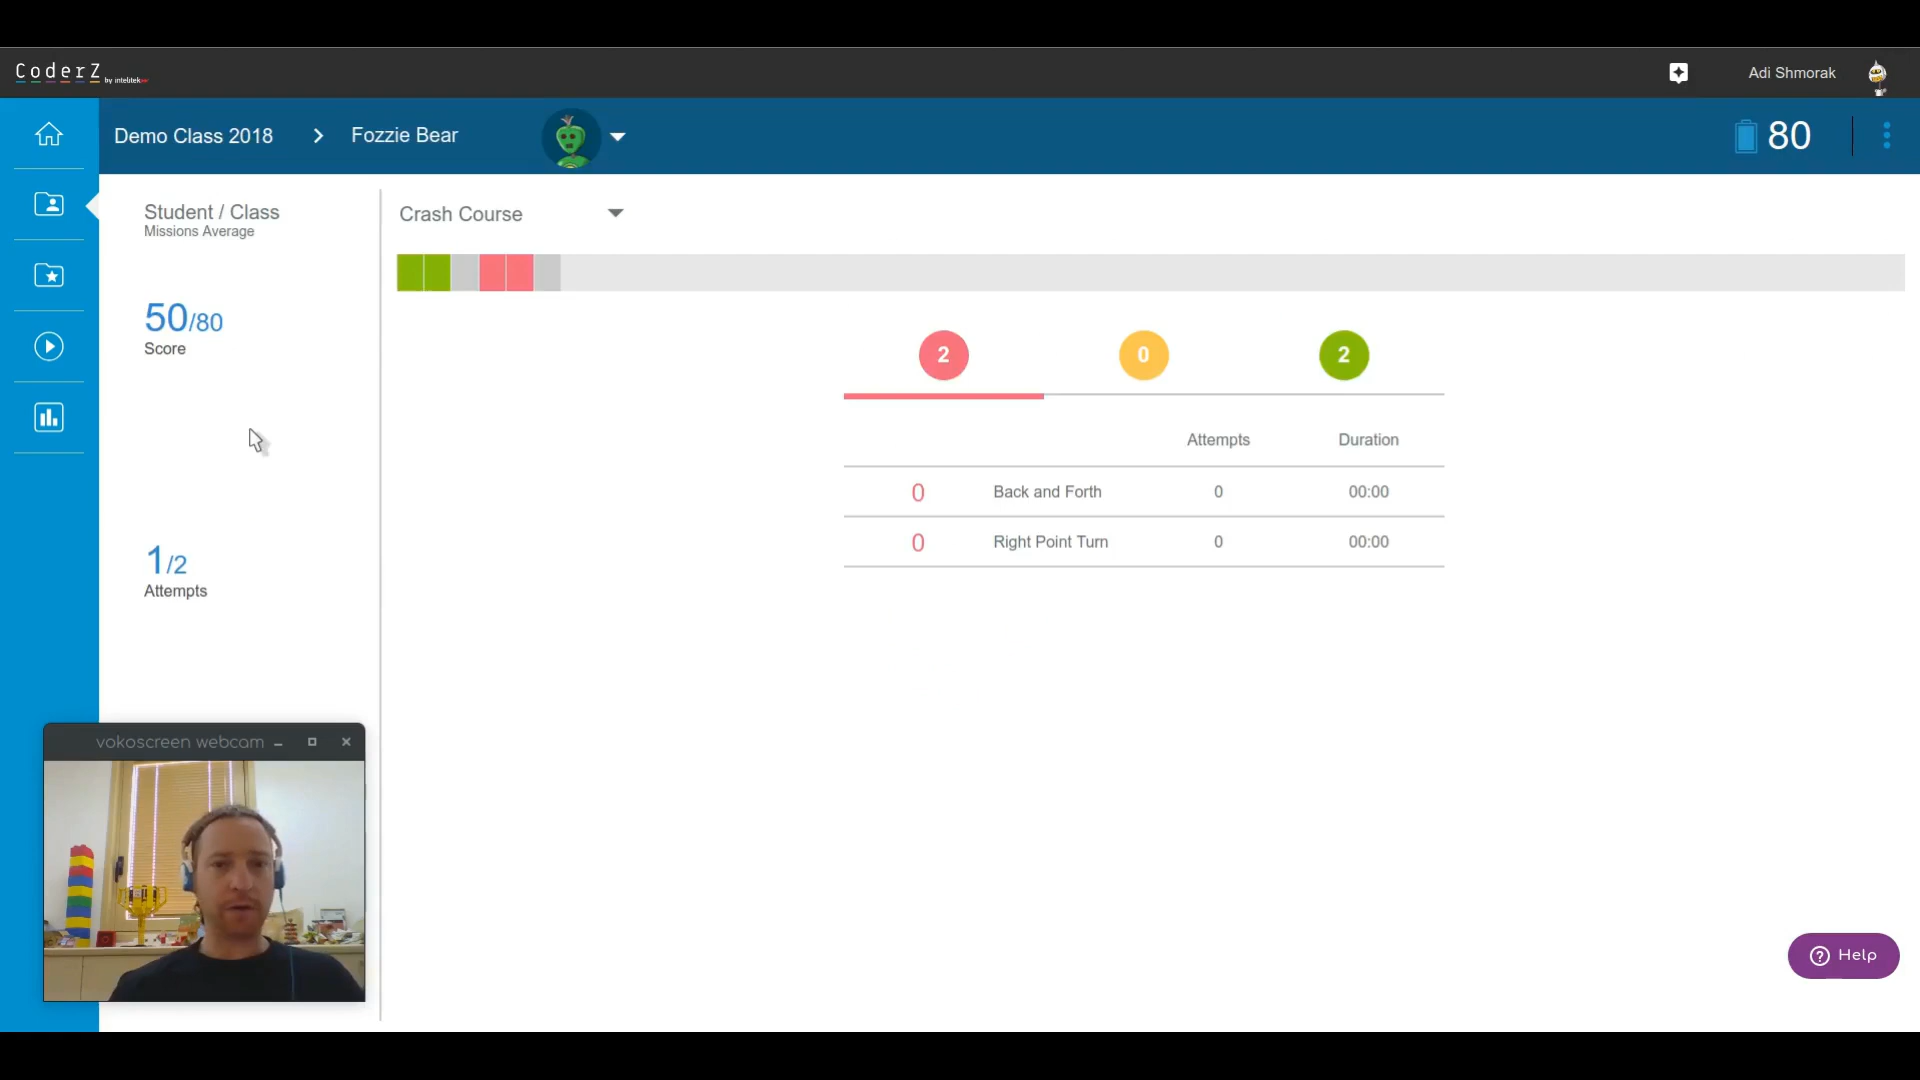 CoderZ by intelitek
Adi Shmorak
Demo Class 2018 Fozzie Bear
80
Student / Class
Missions Average
Crash Course
50/80
Score
2 0 2
Attempts Duration
0 Back and Forth 0 00:00
0 Right Point Turn 0 00:00
1/2
Attempts
vokoscreen webcam
Help